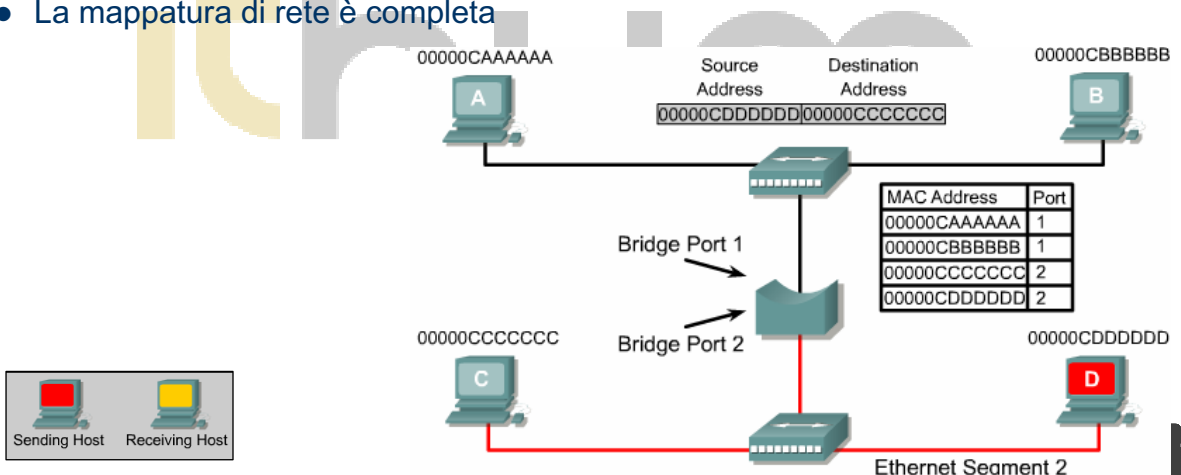 ● La mappatura di rete è completa
00000CAAAAAA
Source Address
Destination Address
00000CBBBBBB
00000CDDDDDD 00000CCCCCCC
A
B
MAC Address Port
00000CAAAAAA 1
00000CBBBBBB 1
00000CCCCCCC 2
00000CDDDDDD 2
Bridge Port 1
Bridge Port 2
00000CCCCCCC
00000CDDDDDD
C
D
Sending Host
Receiving Host
Ethernet Segment 2